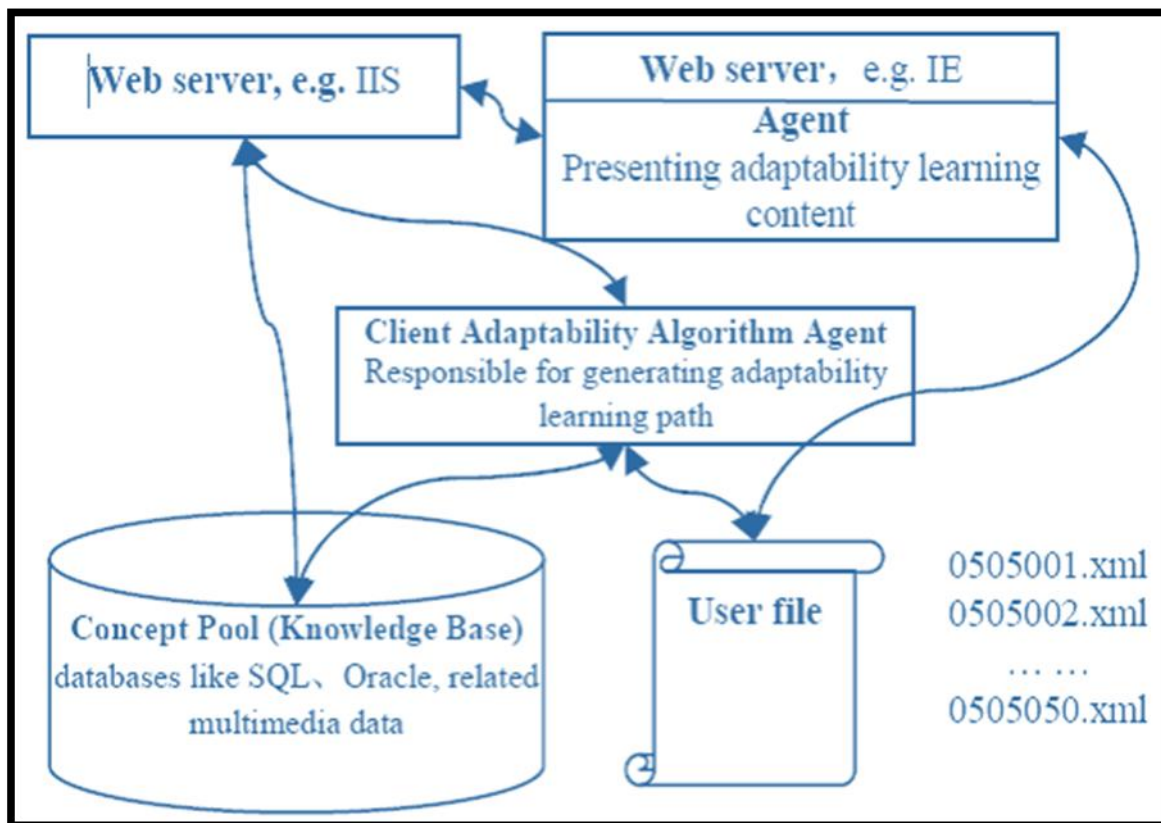 Web server, e.g. IIS
Web server， e.g. IE
Agent
Presenting adaptability learning
content
Client Adaptability Algorithm Agent
Responsible for generating adaptability
learning path
Concept Pool (Knowledge Base)
databases like SQL、Oracle, related
multimedia data
User file
0505001.xml
0505002.xml
… …
0505050.xml